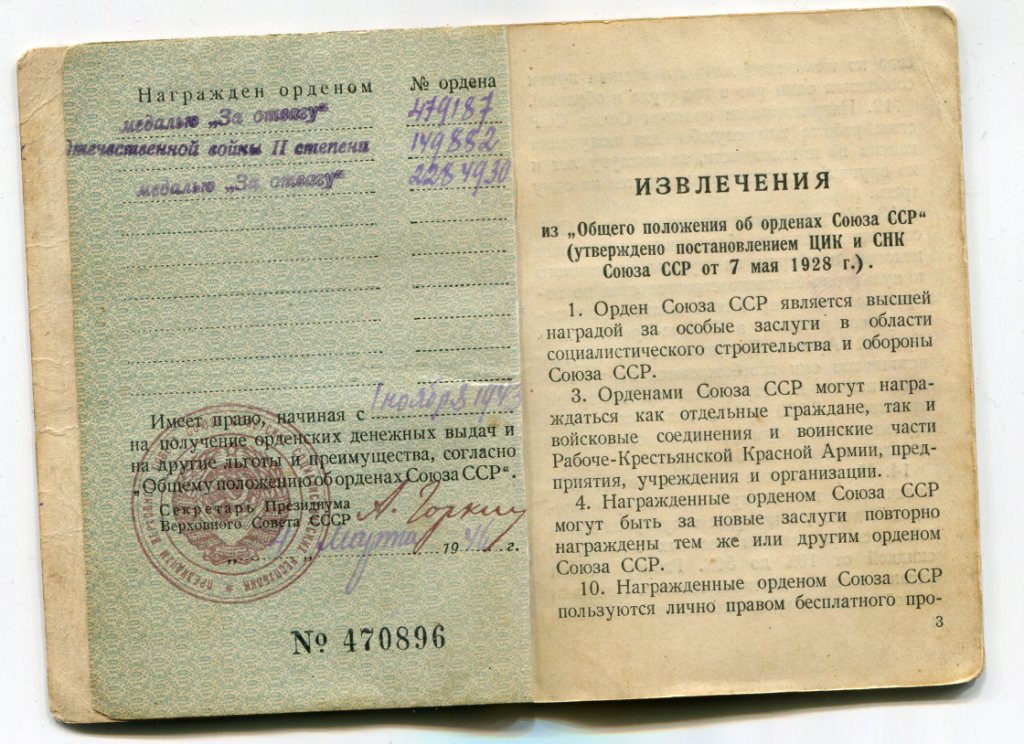 Награжден орденом № ордена
медалью „За отвагу“ 479187
Отечественной войны II степени 149882
медалью „За отвагу“ 2284930
Имеет право, начиная с 1 ноября 1943
на получение орденских денежных выдач и
на другие льготы и преимущества, согласно
„Общему положению об орденах Союза ССР“.
Секретарь Президиума
Верховного Совета СССР А. Горкин
марта 1946 г.
№ 470896
ИЗВЛЕЧЕНИЯ
из „Общего положения об орденах Союза ССР“
(утверждено постановлением ЦИК и СНК
Союза ССР от 7 мая 1928 г.).
1. Орден Союза ССР является высшей
наградой за особые заслуги в области
социалистического строительства и обороны
Союза ССР.
3. Орденами Союза ССР могут награ-
ждаться как отдельные граждане, так и
войсковые соединения и воинские части
Рабоче-Крестьянской Красной Армии, пред-
приятия, учреждения и организации.
4. Награжденные орденом Союза ССР
могут быть за новые заслуги повторно
награждены тем же или другим орденом
Союза ССР.
10. Награжденные орденом Союза ССР
пользуются лично правом бесплатного про-
3